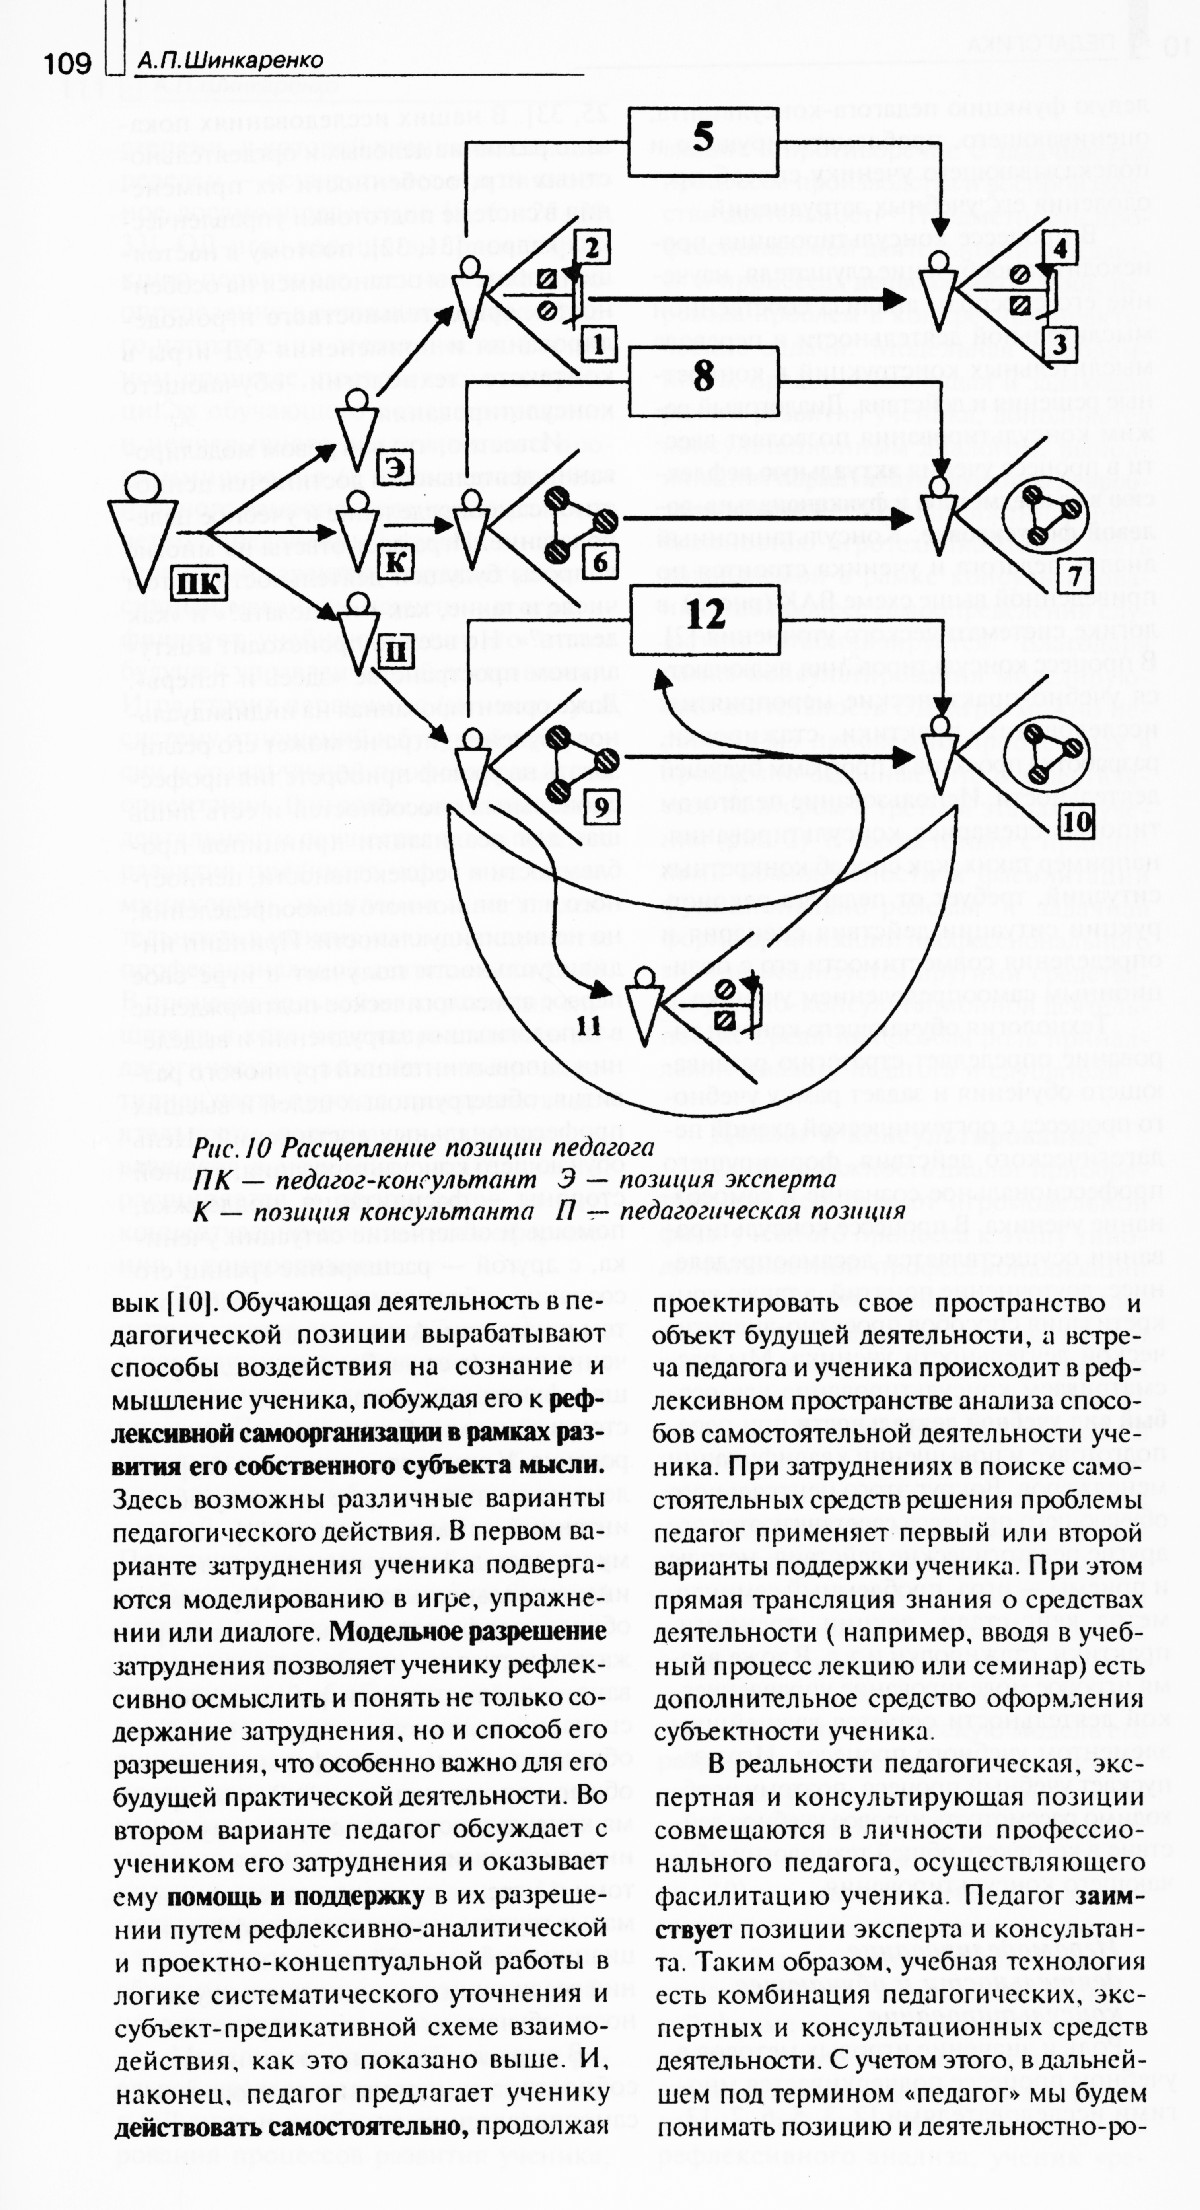 109
А.П.Шинкаренко
5
2
4
1
3
8
Э
ПК
К
6
7
П
12
9
10
11
Рис.10 Расщепление позиции педагога
ПК — педагог-консультант Э — позиция эксперта
К — позиция консультанта П — педагогическая позиция
вык [10]. Обучающая деятельность в пе-
дагогической позиции вырабатывают
способы воздействия на сознание и
мышление ученика, побуждая его к реф-
лексивной самоорганизации в рамках раз-
вития его собственного субъекта мысли.
Здесь возможны различные варианты
педагогического действия. В первом ва-
рианте затруднения ученика подверга-
ются моделированию в игре, упражне-
нии или диалоге. Модельное разрешение
затруднения позволяет ученику рефлек-
сивно осмыслить и понять не только со-
держание затруднения, но и способ его
разрешения, что особенно важно для его
будущей практической деятельности. Во
втором варианте педагог обсуждает с
учеником его затруднения и оказывает
ему помощь и поддержку в их разреше-
нии путем рефлексивно-аналитической
и проектно-концептуальной работы в
логике систематического уточнения и
субъект-предикативной схеме взаимо-
действия, как это показано выше. И,
наконец, педагог предлагает ученику
действовать самостоятельно, продолжая
проектировать свое пространство и
объект будущей деятельности, а встре-
ча педагога и ученика происходит в реф-
лексивном пространстве анализа спосо-
бов самостоятельной деятельности уче-
ника. При затруднениях в поиске само-
стоятельных средств решения проблемы
педагог применяет первый или второй
варианты поддержки ученика. При этом
прямая трансляция знания о средствах
деятельности ( например, вводя в учеб-
ный процесс лекцию или семинар) есть
дополнительное средство оформления
субъектности ученика.
В реальности педагогическая, экс-
пертная и консультирующая позиции
совмещаются в личности профессио-
нального педагога, осуществляющего
фасилитацию ученика. Педагог заим-
ствует позиции эксперта и консультан-
та. Таким образом, учебная технология
есть комбинация педагогических, экс-
пертных и консультационных средств
деятельности. С учетом этого, в дальней-
шем под термином «педагог» мы будем
понимать позицию и деятельностно-ро-